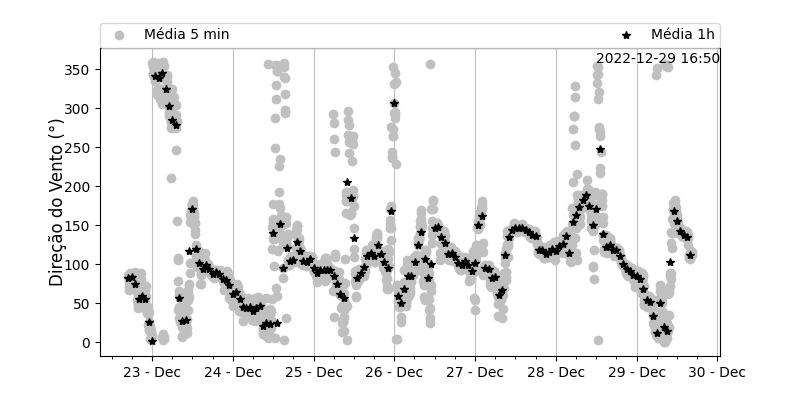 Média 5 min
Média 1h
2022-12-29 16:50
Direção do Vento (°)
350
300
250
200
150
100
50
0
23 - Dec
24 - Dec
25 - Dec
26 - Dec
27 - Dec
28 - Dec
29 - Dec
30 - Dec